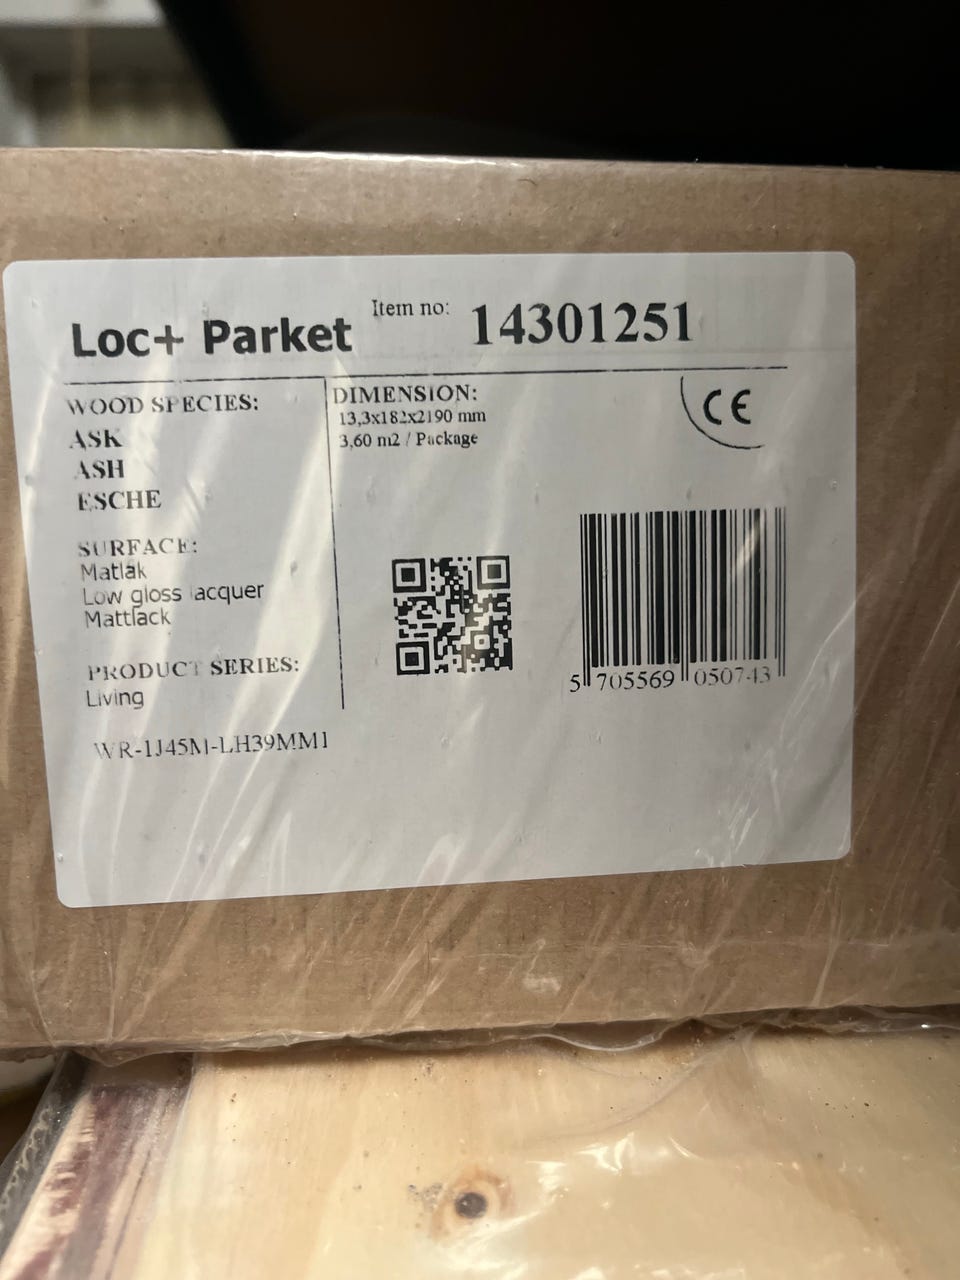 Loc+ Parket
Item no: 14301251
WOOD SPECIES:
ASK
ASH
ESCHE
SURFACE:
Matlak
Low gloss lacquer
Mattlack
PRODUCT SERIES:
Living
WR-1J45M-LH39MM1
DIMENSION:
13,3x182x2190 mm
3,60 m2 / Package
CE
5 705569 050743